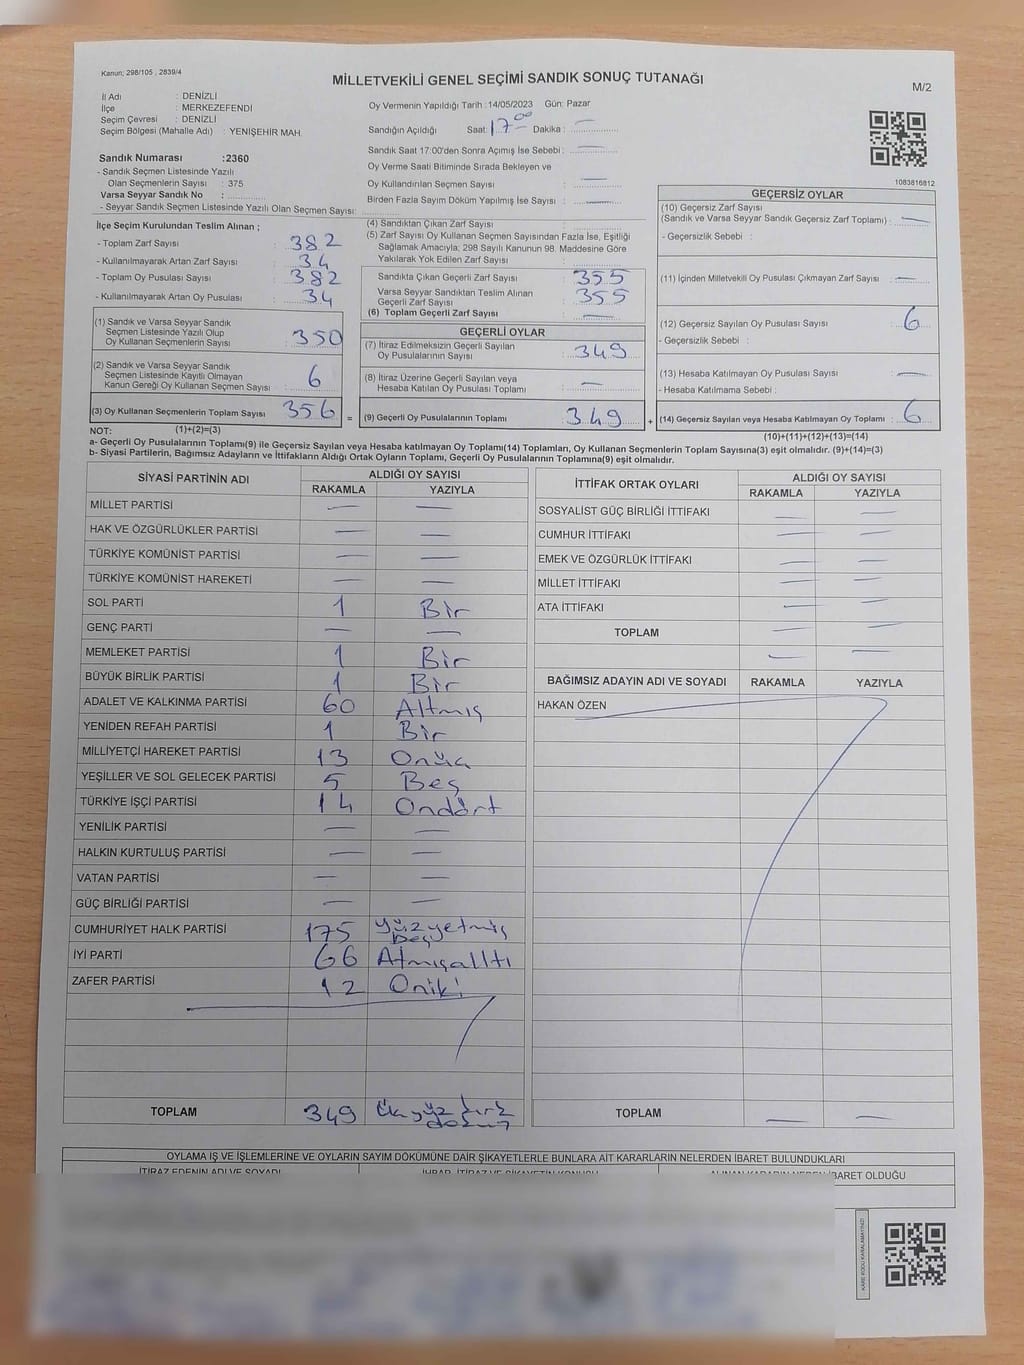 Kanun; 298/105 , 2839/4
MİLLETVEKİLİ GENEL SEÇİMİ SANDIK SONUÇ TUTANAĞI
M/2
İl Adı : DENİZLİ
İlçe : MERKEZEFENDİ
Seçim Çevresi : DENİZLİ
Seçim Bölgesi (Mahalle Adı) : YENİŞEHİR MAH.
Sandık Numarası :2360
- Sandık Seçmen Listesinde Yazılı
Olan Seçmenlerin Sayısı : 375
Varsa Seyyar Sandık No :
- Seyyar Sandık Seçmen Listesinde Yazılı Olan Seçmen Sayısı:
Oy Vermenin Yapıldığı Tarih :14/05/2023 Gün: Pazar
Sandığın Açıldığı Saat: 17 00 Dakika : —
Sandık Saat 17:00'den Sonra Açımış İse Sebebi : —
Oy Verme Saati Bitiminde Sırada Bekleyen ve
Oy Kullandırılan Seçmen Sayısı : —
Birden Fazla Sayım Döküm Yapılmış İse Sayısı : —
1083816812
İlçe Seçim Kurulundan Teslim Alınan ;
- Toplam Zarf Sayısı : 382
- Kullanılmayarak Artan Zarf Sayısı : 34
- Toplam Oy Pusulası Sayısı : 382
- Kullanılmayarak Artan Oy Pusulası : 34
(1) Sandık ve Varsa Seyyar Sandık
Seçmen Listesinde Yazılı Olup
Oy Kullanan Seçmenlerin Sayısı : 350
(2) Sandık ve Varsa Seyyar Sandık
Seçmen Listesinde Kayıtlı Olmayan
Kanun Gereği Oy Kullanan Seçmen Sayısı : 6
(3) Oy Kullanan Seçmenlerin Toplam Sayısı 356 =
(1)+(2)=(3)
(4) Sandıktan Çıkan Zarf Sayısı :
(5) Zarf Sayısı Oy Kullanan Seçmen Sayısından Fazla İse, Eşitliği
Sağlamak Amacıyla; 298 Sayılı Kanunun 98. Maddesine Göre
Yakılarak Yok Edilen Zarf Sayısı :
Sandıkta Çıkan Geçerli Zarf Sayısı : 355
Varsa Seyyar Sandıktan Teslim Alınan
Geçerli Zarf Sayısı : 355
(6) Toplam Geçerli Zarf Sayısı : —
GEÇERLİ OYLAR
(7) İtiraz Edilmeksizin Geçerli Sayılan
Oy Pusulalarının Sayısı : 349
(8) İtiraz Üzerine Geçerli Sayılan veya
Hesaba Katılan Oy Pusulası Toplamı : —
(9) Geçerli Oy Pusulalarının Toplamı : 349 +
GEÇERSİZ OYLAR
(10) Geçersiz Zarf Sayısı
(Sandık ve Varsa Seyyar Sandık Geçersiz Zarf Toplamı) : —
- Geçersizlik Sebebi :
(11) İçinden Milletvekili Oy Pusulası Çıkmayan Zarf Sayısı : —
(12) Geçersiz Sayılan Oy Pusulası Sayısı : 6
- Geçersizlik Sebebi :
(13) Hesaba Katılmayan Oy Pusulası Sayısı : —
- Hesaba Katılmama Sebebi :
(14) Geçersiz Sayılan veya Hesaba Katılmayan Oy Toplamı : 6
(10)+(11)+(12)+(13)=(14)
NOT:
a- Geçerli Oy Pusulalarının Toplamı(9) ile Geçersiz Sayılan veya Hesaba katılmayan Oy Toplamı(14) Toplamları, Oy Kullanan Seçmenlerin Toplam Sayısına(3) eşit olmalıdır. (9)+(14)=(3)
b- Siyasi Partilerin, Bağımsız Adayların ve İttifakların Aldığı Ortak Oyların Toplamı, Geçerli Oy Pusulalarının Toplamına(9) eşit olmalıdır.
SİYASİ PARTİNİN ADI ALDIĞI OY SAYISI
RAKAMLA YAZIYLA
MİLLET PARTİSİ — —
HAK VE ÖZGÜRLÜKLER PARTİSİ — —
TÜRKİYE KOMÜNİST PARTİSİ — —
TÜRKİYE KOMÜNİST HAREKETİ — —
SOL PARTİ 1 Bir
GENÇ PARTİ — —
MEMLEKET PARTİSİ 1 Bir
BÜYÜK BİRLİK PARTİSİ 1 Bir
ADALET VE KALKINMA PARTİSİ 60 Altmış
YENİDEN REFAH PARTİSİ 1 Bir
MİLLİYETÇİ HAREKET PARTİSİ 13 Onüç
YEŞİLLER VE SOL GELECEK PARTİSİ 5 Beş
TÜRKİYE İŞÇİ PARTİSİ 14 Ondört
YENİLİK PARTİSİ — —
HALKIN KURTULUŞ PARTİSİ — —
VATAN PARTİSİ — —
GÜÇ BİRLİĞİ PARTİSİ — —
CUMHURİYET HALK PARTİSİ 175 yüzyetmiş beş
İYİ PARTİ 66 Atmışalltı
ZAFER PARTİSİ 12 Oniki
TOPLAM 349 üçyüz kırk
İTTİFAK ORTAK OYLARI ALDIĞI OY SAYISI
RAKAMLA YAZIYLA
SOSYALİST GÜÇ BİRLİĞİ İTTİFAKI — —
CUMHUR İTTİFAKI — —
EMEK VE ÖZGÜRLÜK İTTİFAKI — —
MİLLET İTTİFAKI — —
ATA İTTİFAKI — —
TOPLAM — —
BAĞIMSIZ ADAYIN ADI VE SOYADI RAKAMLA YAZIYLA
HAKAN ÖZEN
TOPLAM — —
OYLAMA İŞ VE İŞLEMLERİNE VE OYLARIN SAYIM DÖKÜMÜNE DAİR ŞİKAYETLERLE BUNLARA AİT KARARLARIN NELERDEN İBARET BULUNDUKLARI
İTİRAZ EDENİN ADI VE SOYADI İHBAR, İTİRAZ VE ŞİKAYETİN KONUSU ALINAN KARARIN NEDEN İBARET OLDUĞU
KARE KODU KARALAMAYINIZ!